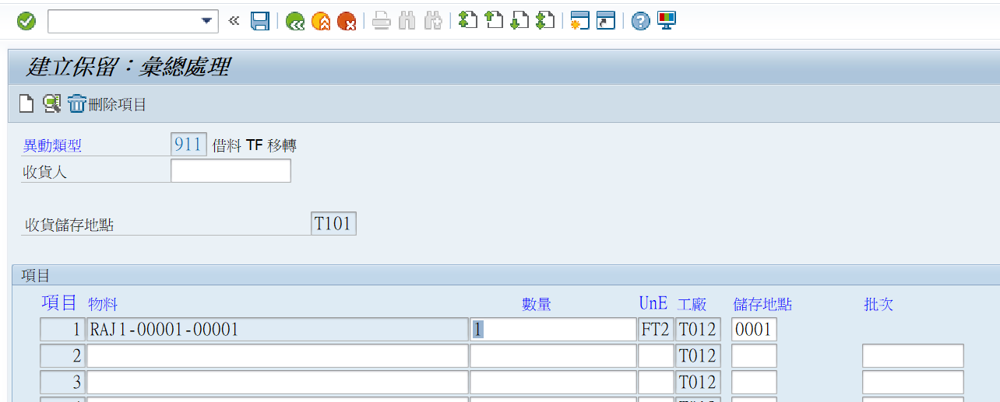 建立保留：彙總處理
刪除項目
異動類型 911 借料 TF 移轉
收貨人
收貨儲存地點 T101
項目
項目 物料 數量 UnE 工廠 儲存地點 批次
1 RAJ1-00001-00001 1 FT2 T012 0001
2 T012
3 T012